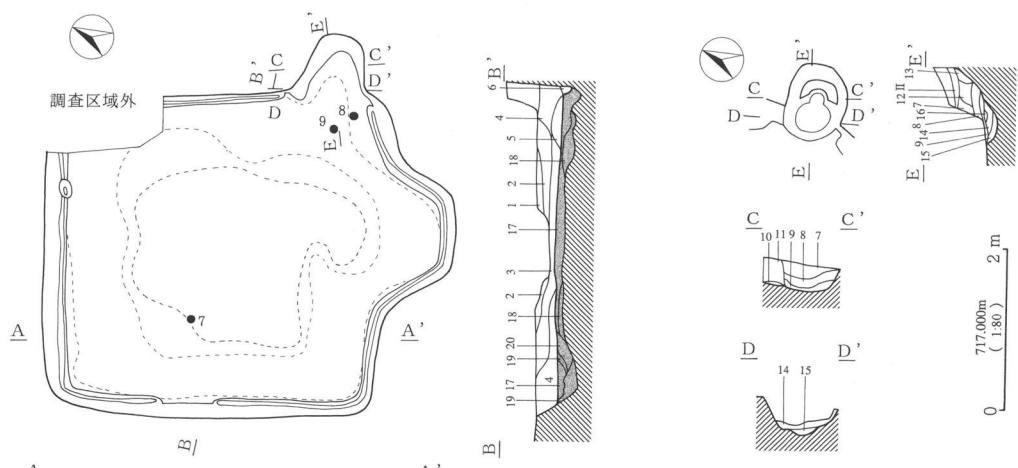 調査区域外
E'
C
C'
B'
D'
D
8
9
E
7
A
A'
B
A
A'
B'
6
4
5
18
2
1
17
3
2
18
20
19
17
4
19
B
E'
C
C'
D
D'
E
E'
13
12 II
7
16
8
14
9
15
E
C
C'
10 11 9 8 7
D
D'
14 15
2 m
717.000m
( 1:80 )
0